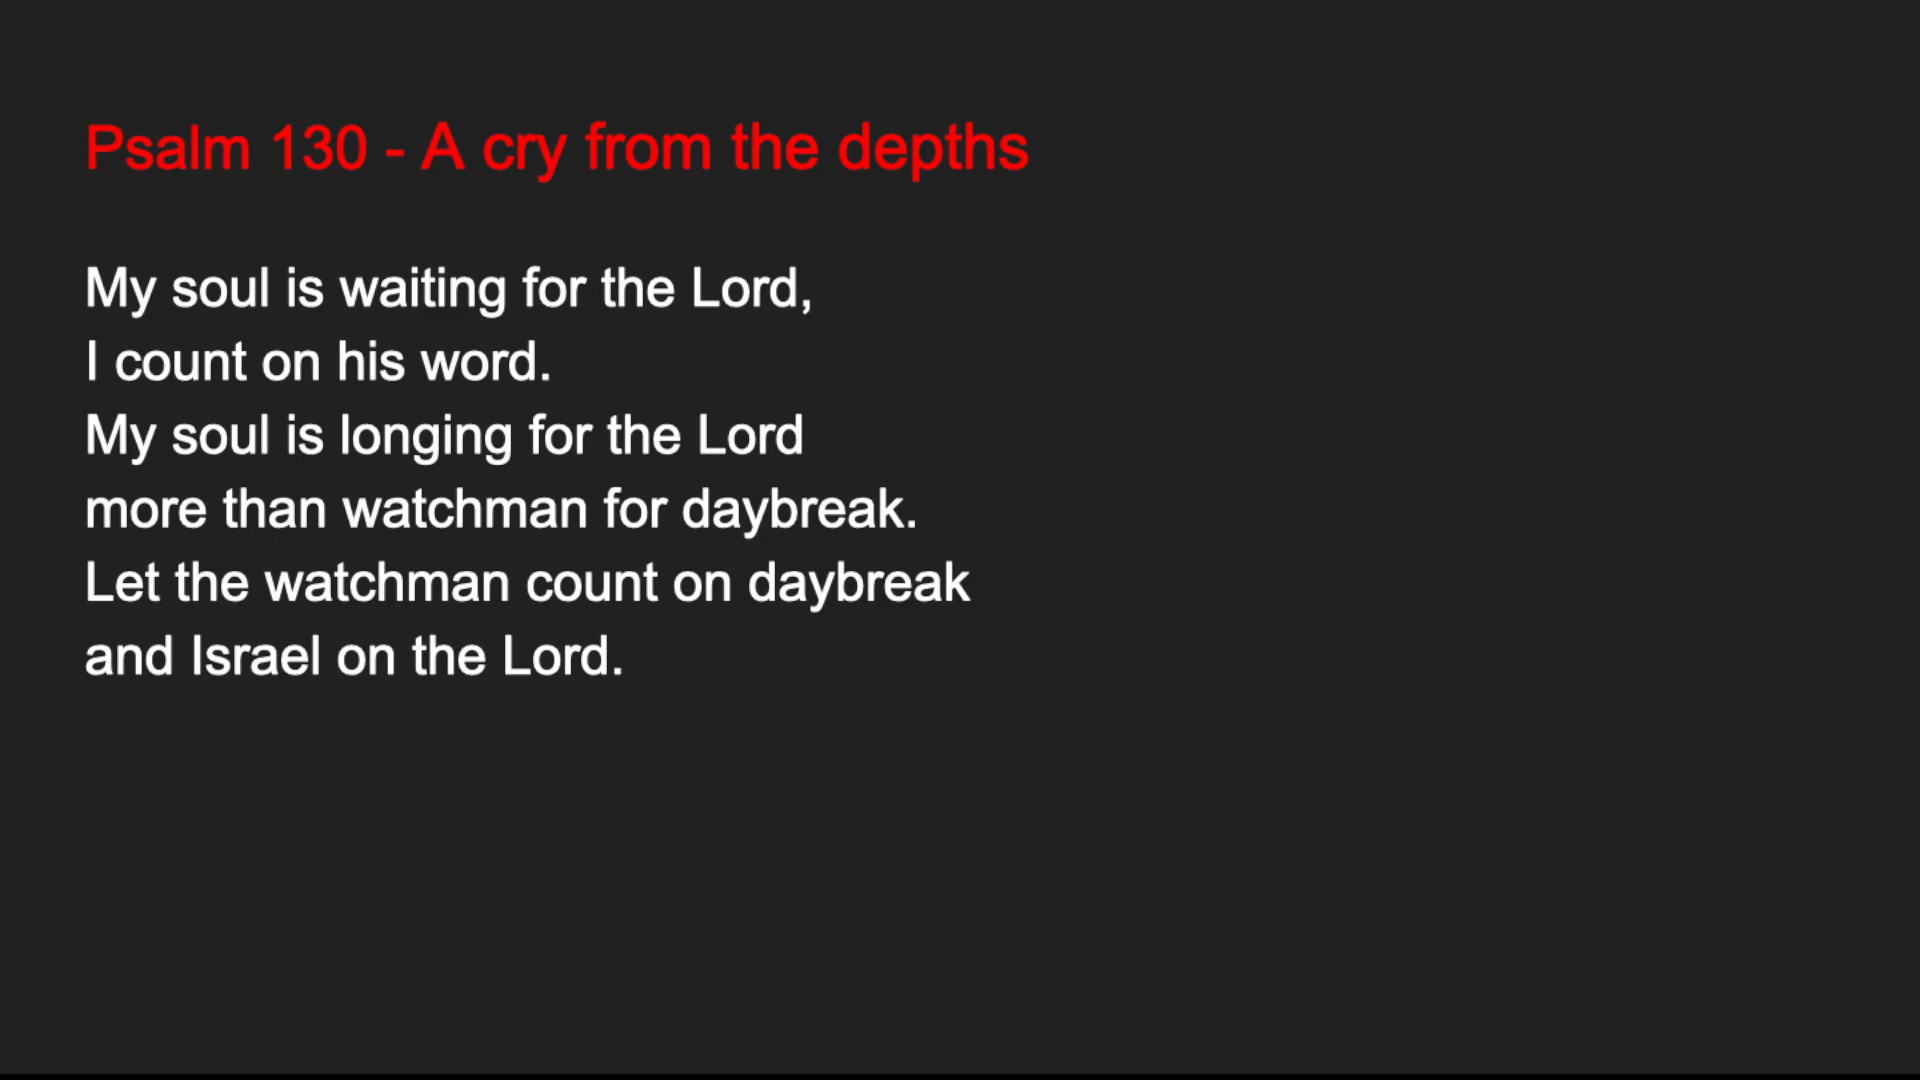 Psalm 130 - A cry from the depths
My soul is waiting for the Lord,
I count on his word.
My soul is longing for the Lord
more than watchman for daybreak.
Let the watchman count on daybreak
and Israel on the Lord.